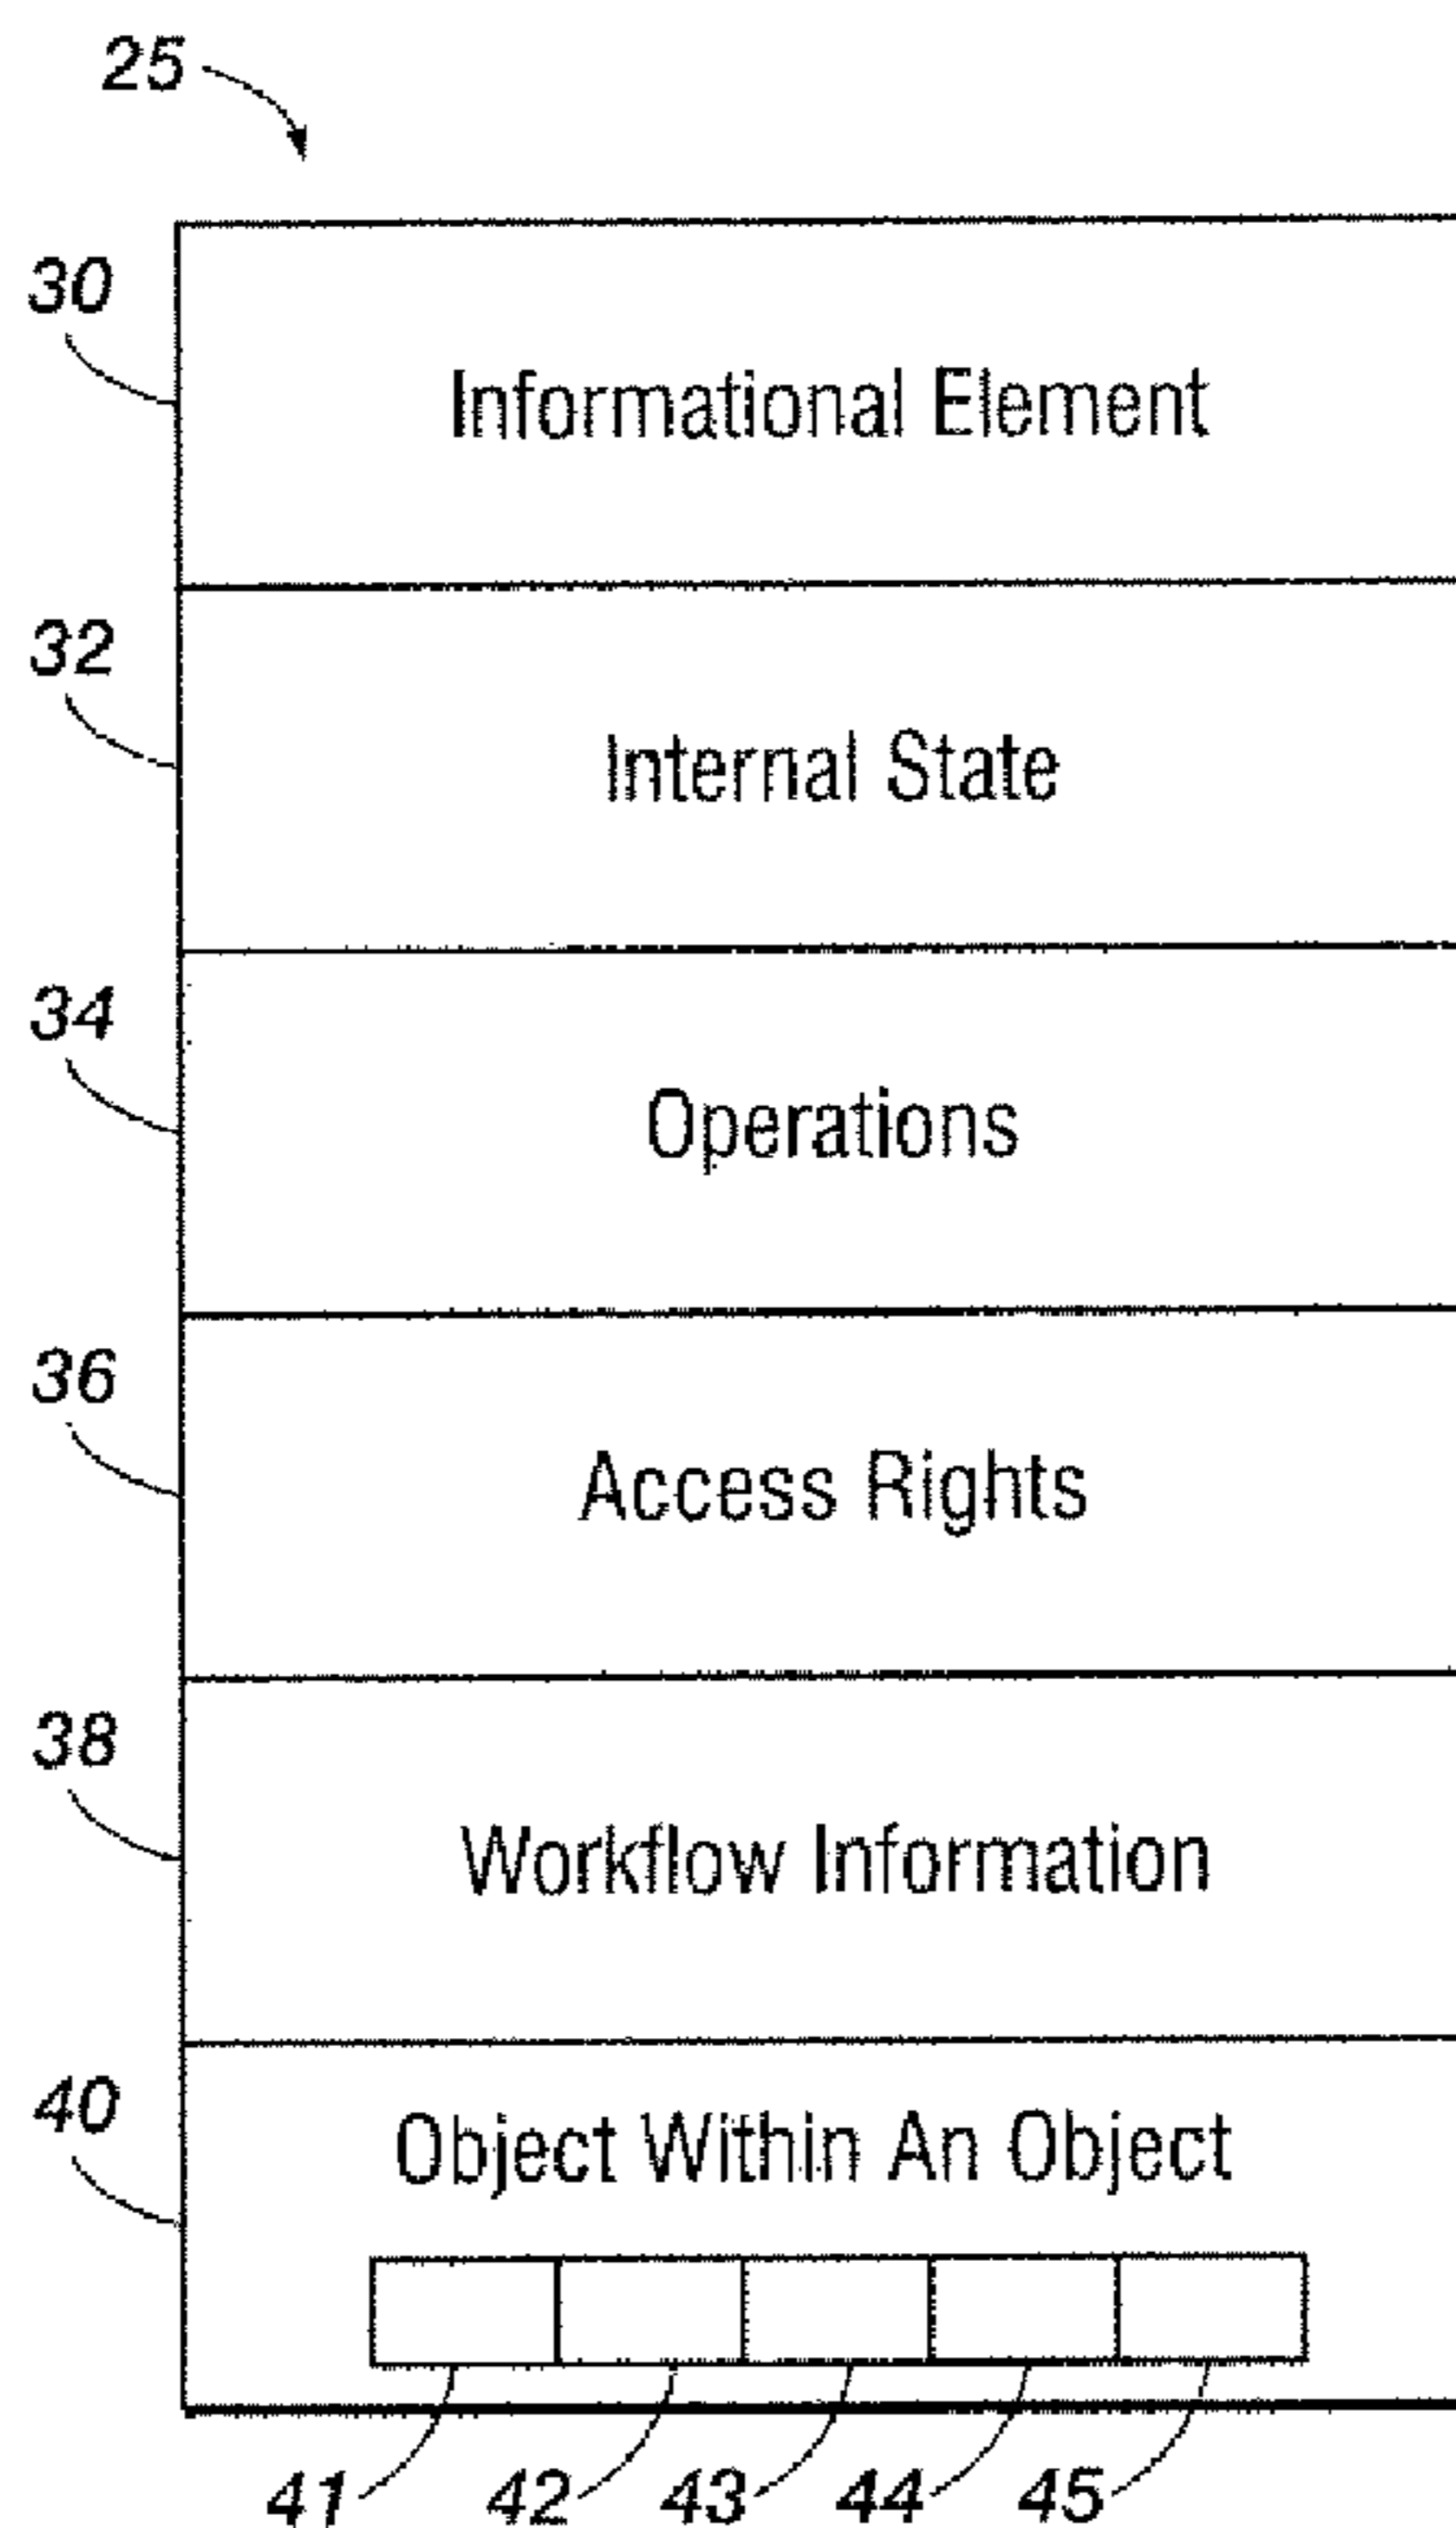 25
30
Informational Element
32
Internal State
34
Operations
36
Access Rights
38
Workflow Information
40
Object Within An Object
41 42 43 44 45